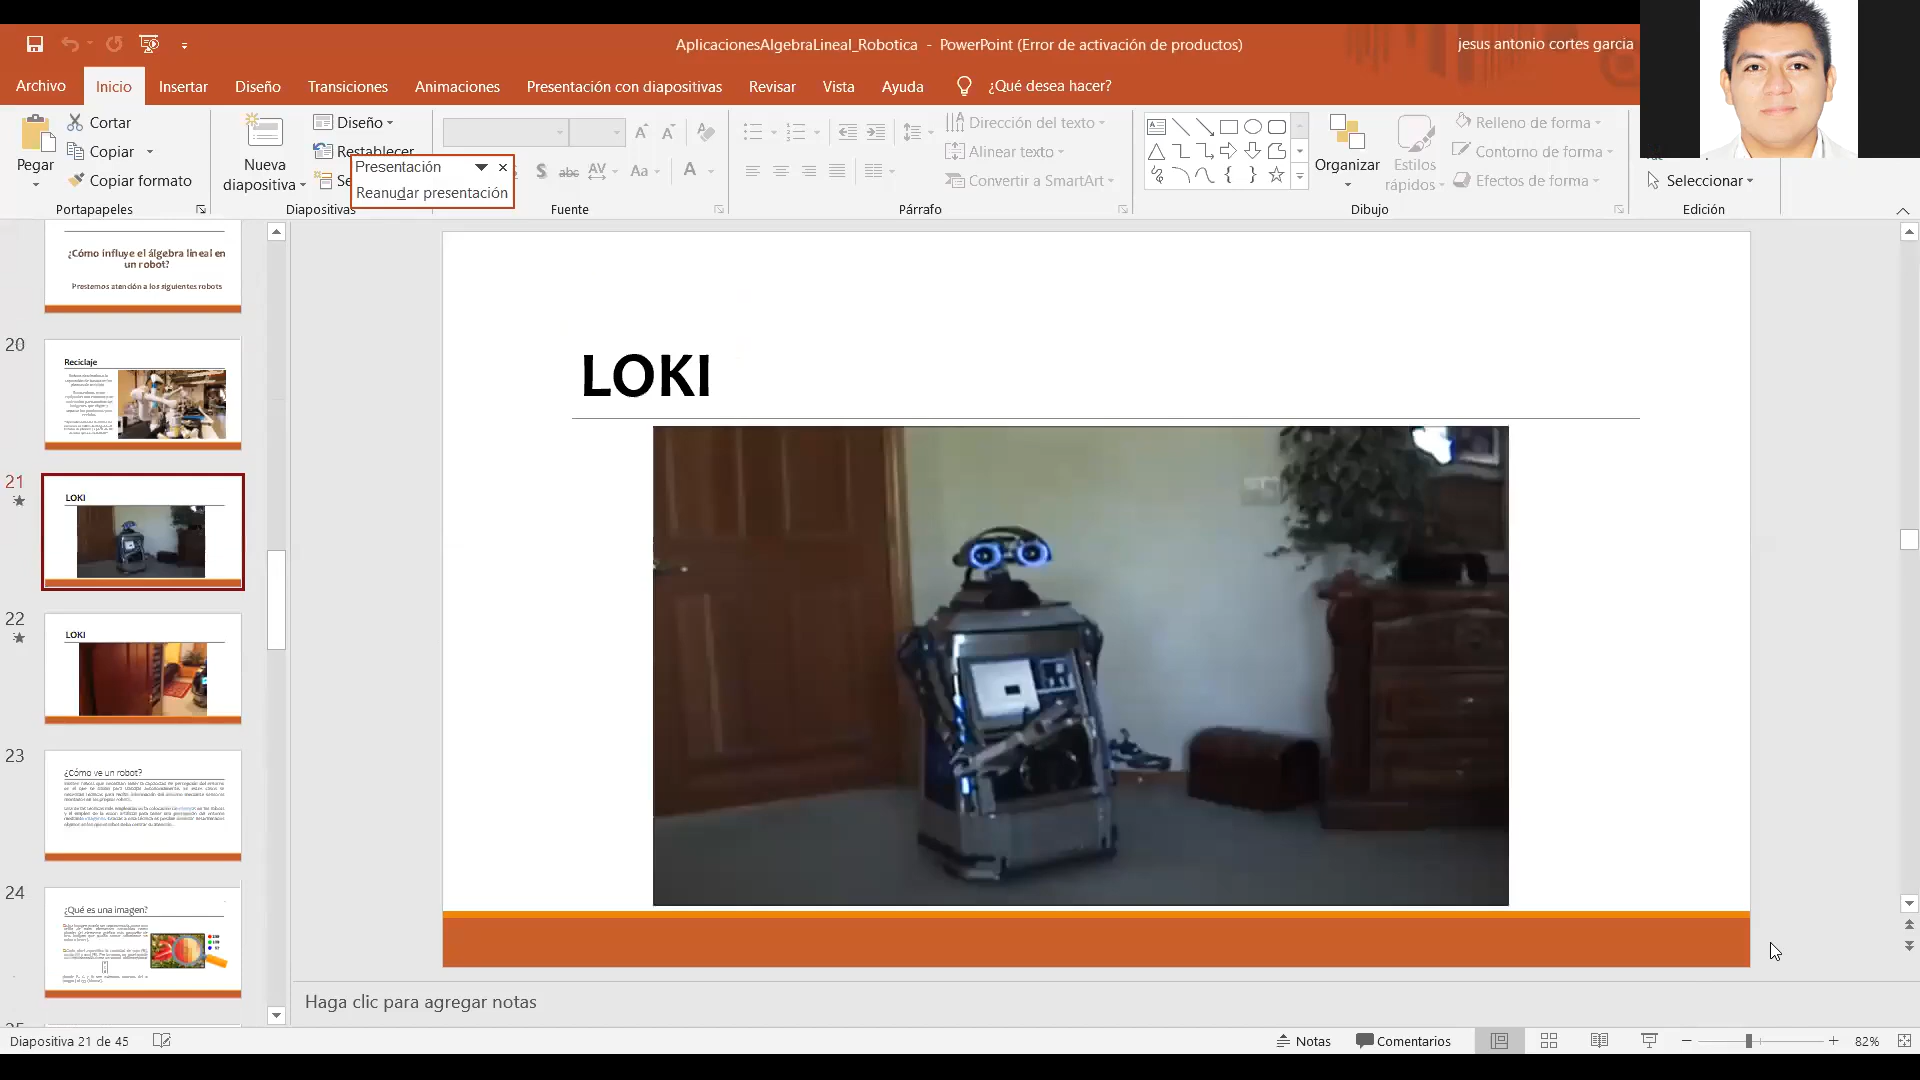 AplicacionesAlgebraLineal_Robotica - PowerPoint (Error de activación de productos)
jesus antonio cortes garcia
Archivo
Inicio
Insertar
Diseño
Transiciones
Animaciones
Presentación con diapositivas
Revisar
Vista
Ayuda
¿Qué desea hacer?
Pegar
Cortar
Copiar
Copiar formato
Portapapeles
Nueva
diapositiva
Diseño
Restablecer
Diapositivas
Presentación
Reanudar presentación
Fuente
Dirección del texto
Alinear texto
Convertir a SmartArt
Párrafo
Organizar
Estilos
rápidos
Relleno de forma
Contorno de forma
Efectos de forma
Dibujo
Seleccionar
Edición
¿Cómo influye el álgebra lineal en
un robot?
Prestemos atención a los siguientes robots
20
Reciclaje
21
LOKI
22
LOKI
23
¿Cómo ve un robot?
24
¿Qué es una imagen?
LOKI
Haga clic para agregar notas
Diapositiva 21 de 45
Notas
Comentarios
82%